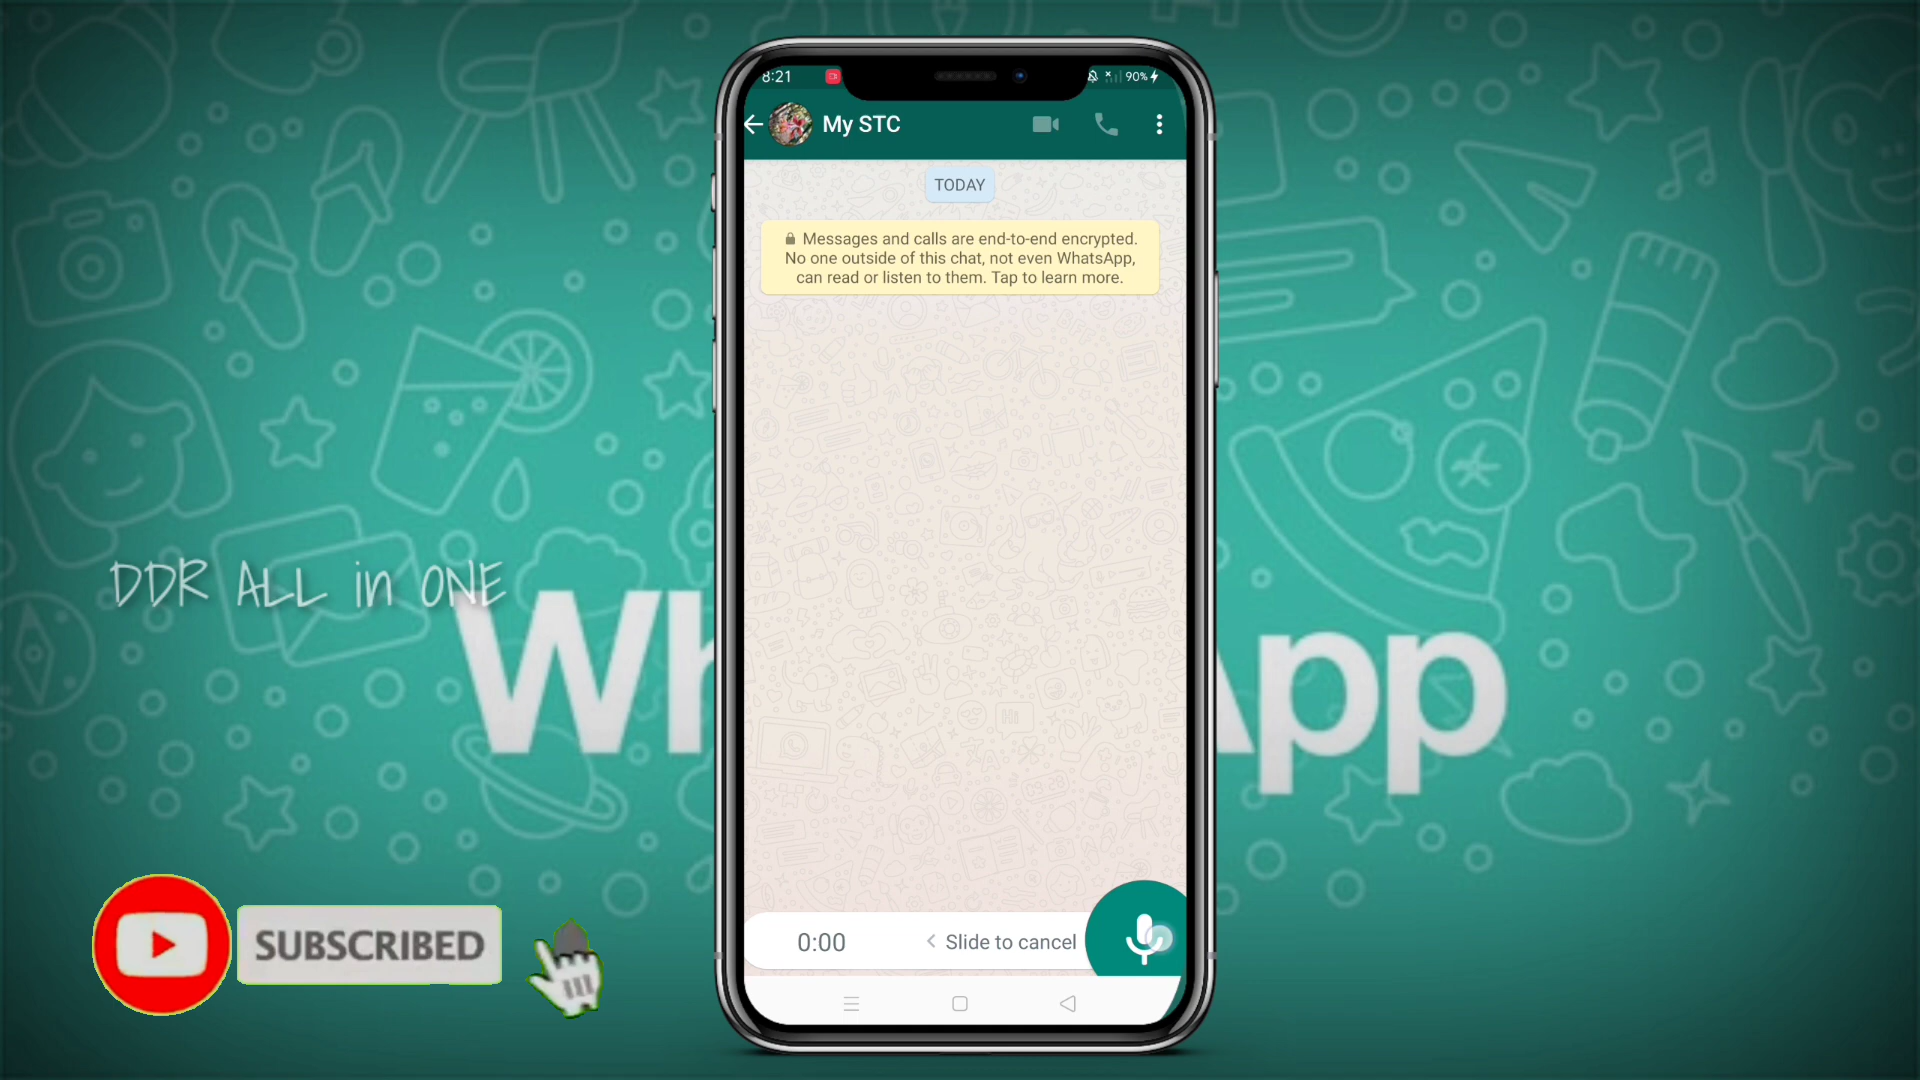 8:21
90%
My STC
TODAY
Messages and calls are end-to-end encrypted.
No one outside of this chat, not even WhatsApp,
can read or listen to them. Tap to learn more.
DDR ALL in ONE
Wh App
SUBSCRIBED
0:00
< Slide to cancel